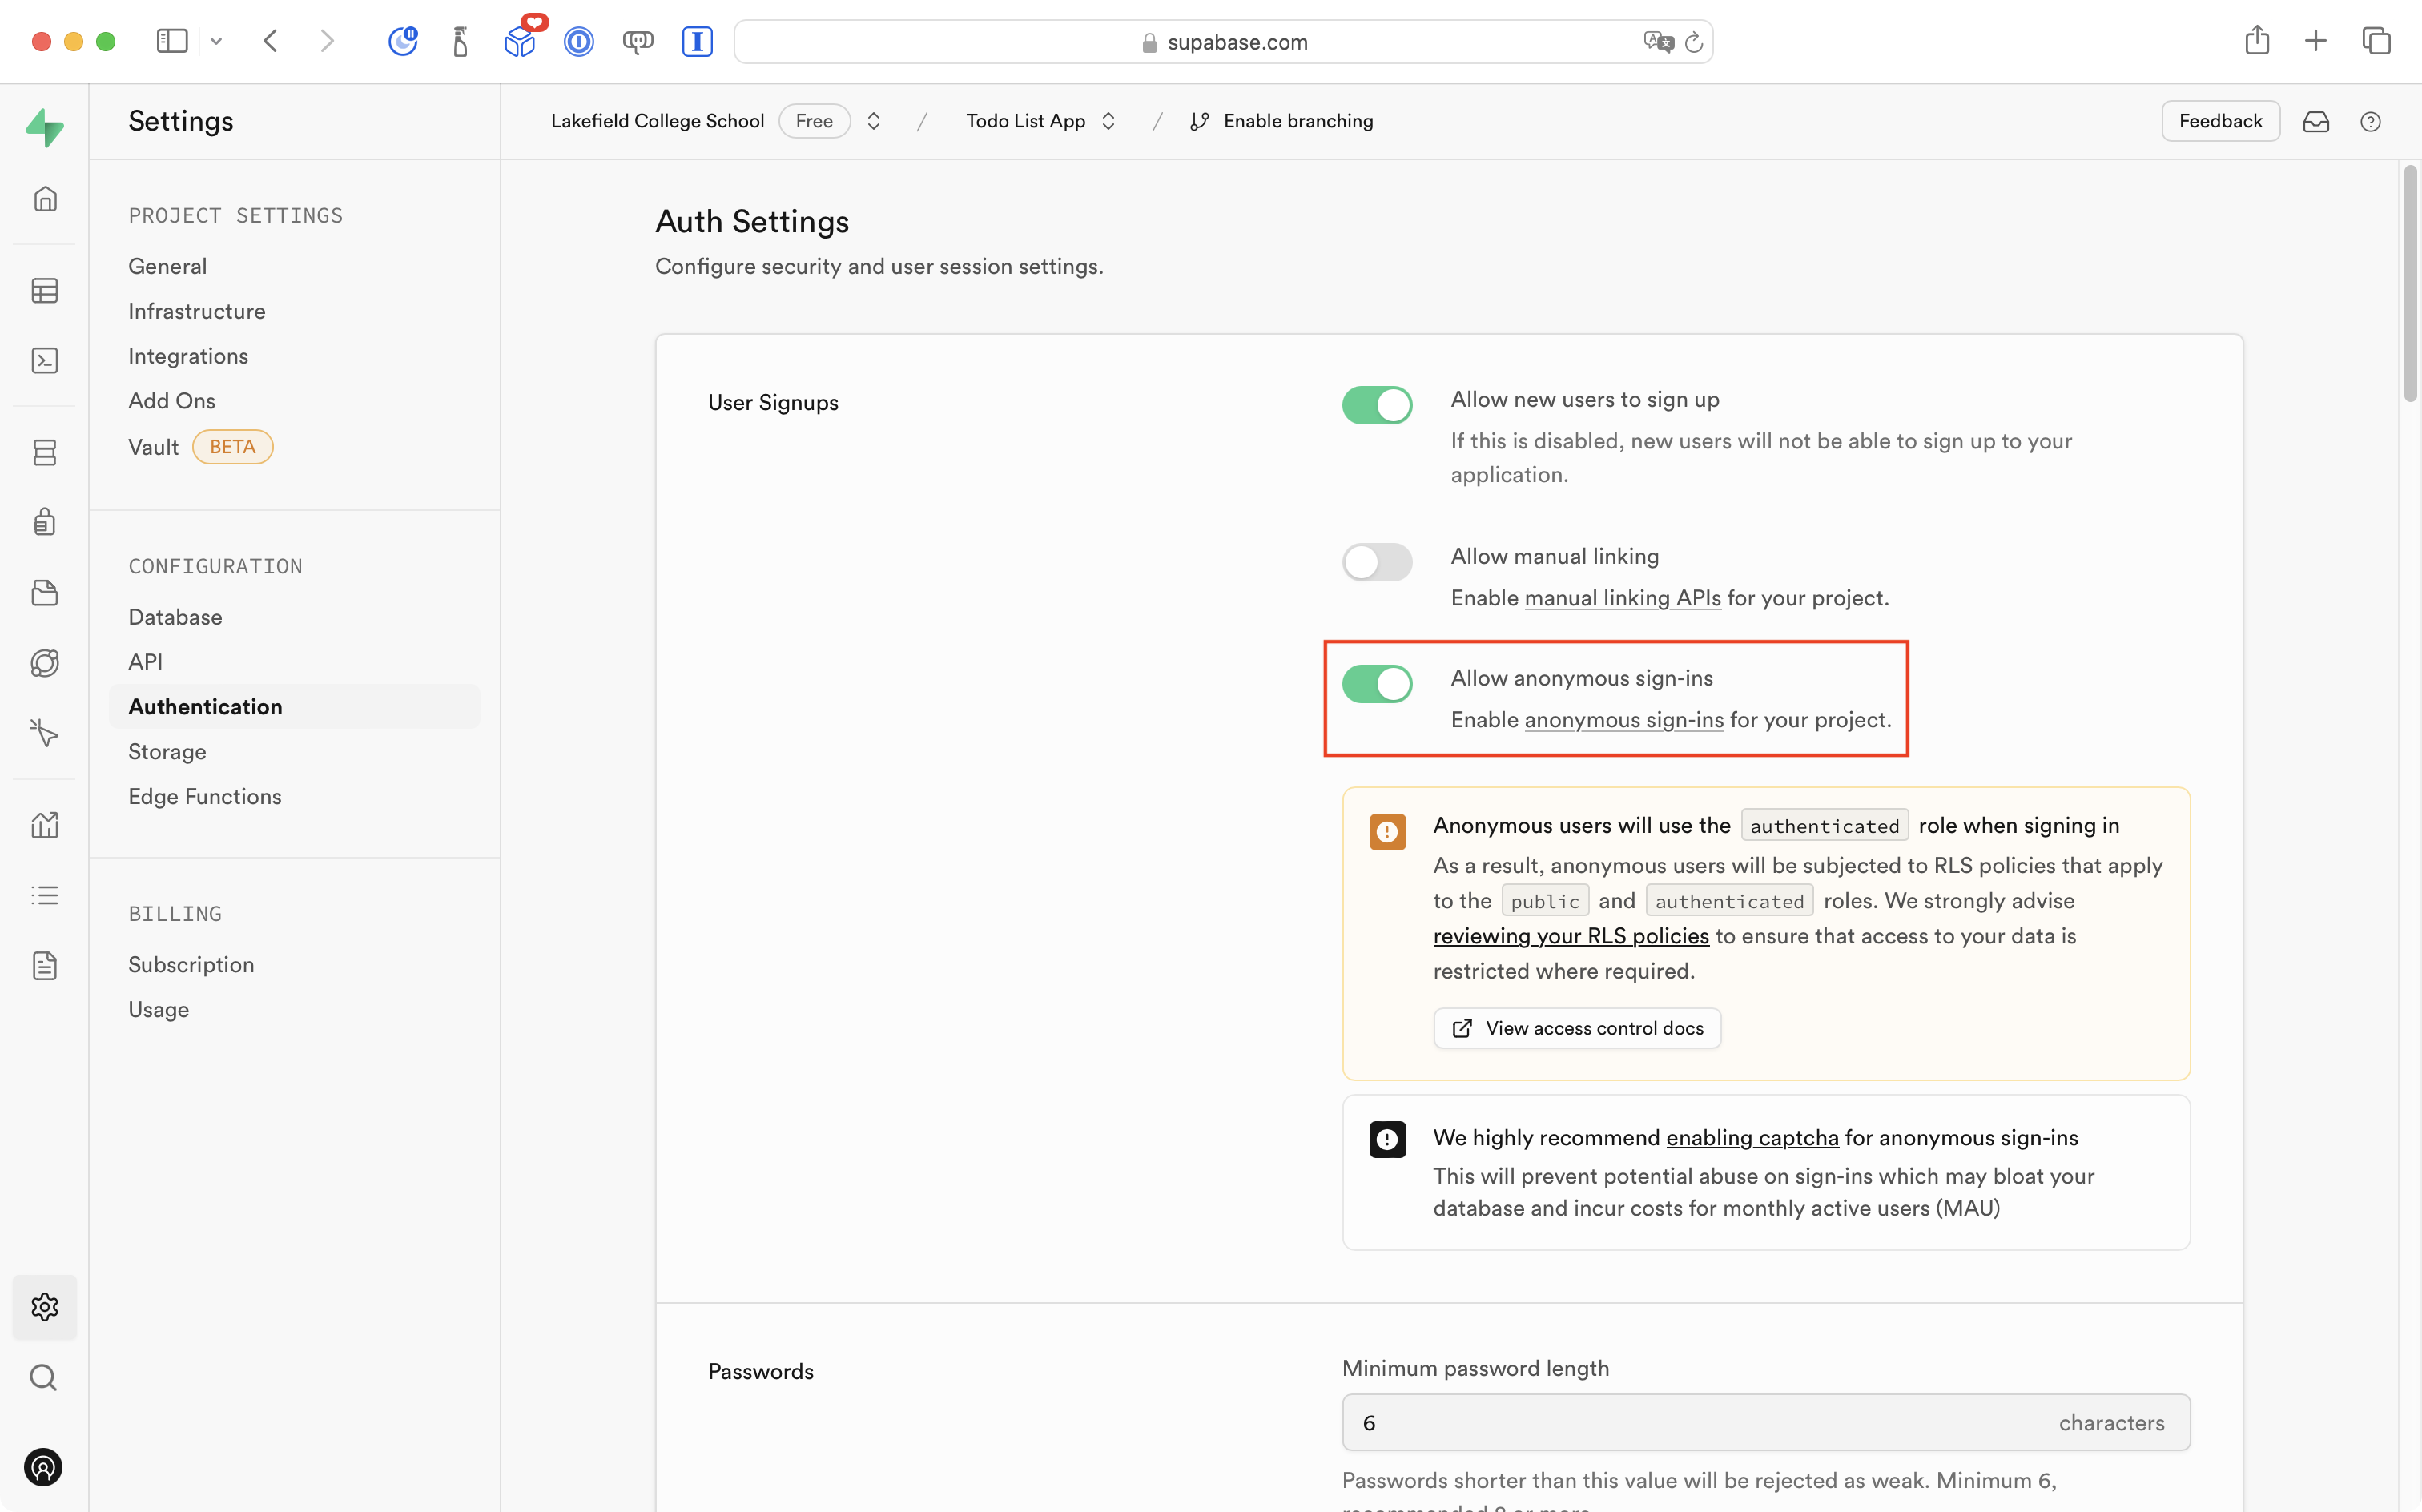 supabase.com
Settings
Lakefield College School Free / Todo List App / Enable branching
Feedback
PROJECT SETTINGS
General
Infrastructure
Integrations
Add Ons
Vault BETA
CONFIGURATION
Database
API
Authentication
Storage
Edge Functions
BILLING
Subscription
Usage
Auth Settings
Configure security and user session settings.
User Signups
Allow new users to sign up
If this is disabled, new users will not be able to sign up to your
application.
Allow manual linking
Enable manual linking APIs for your project.
Allow anonymous sign-ins
Enable anonymous sign-ins for your project.
Anonymous users will use the authenticated role when signing in
As a result, anonymous users will be subjected to RLS policies that apply
to the public and authenticated roles. We strongly advise
reviewing your RLS policies to ensure that access to your data is
restricted where required.
View access control docs
We highly recommend enabling captcha for anonymous sign-ins
This will prevent potential abuse on sign-ins which may bloat your
database and incur costs for monthly active users (MAU)
Passwords
Minimum password length
6 characters
Passwords shorter than this value will be rejected as weak. Minimum 6,